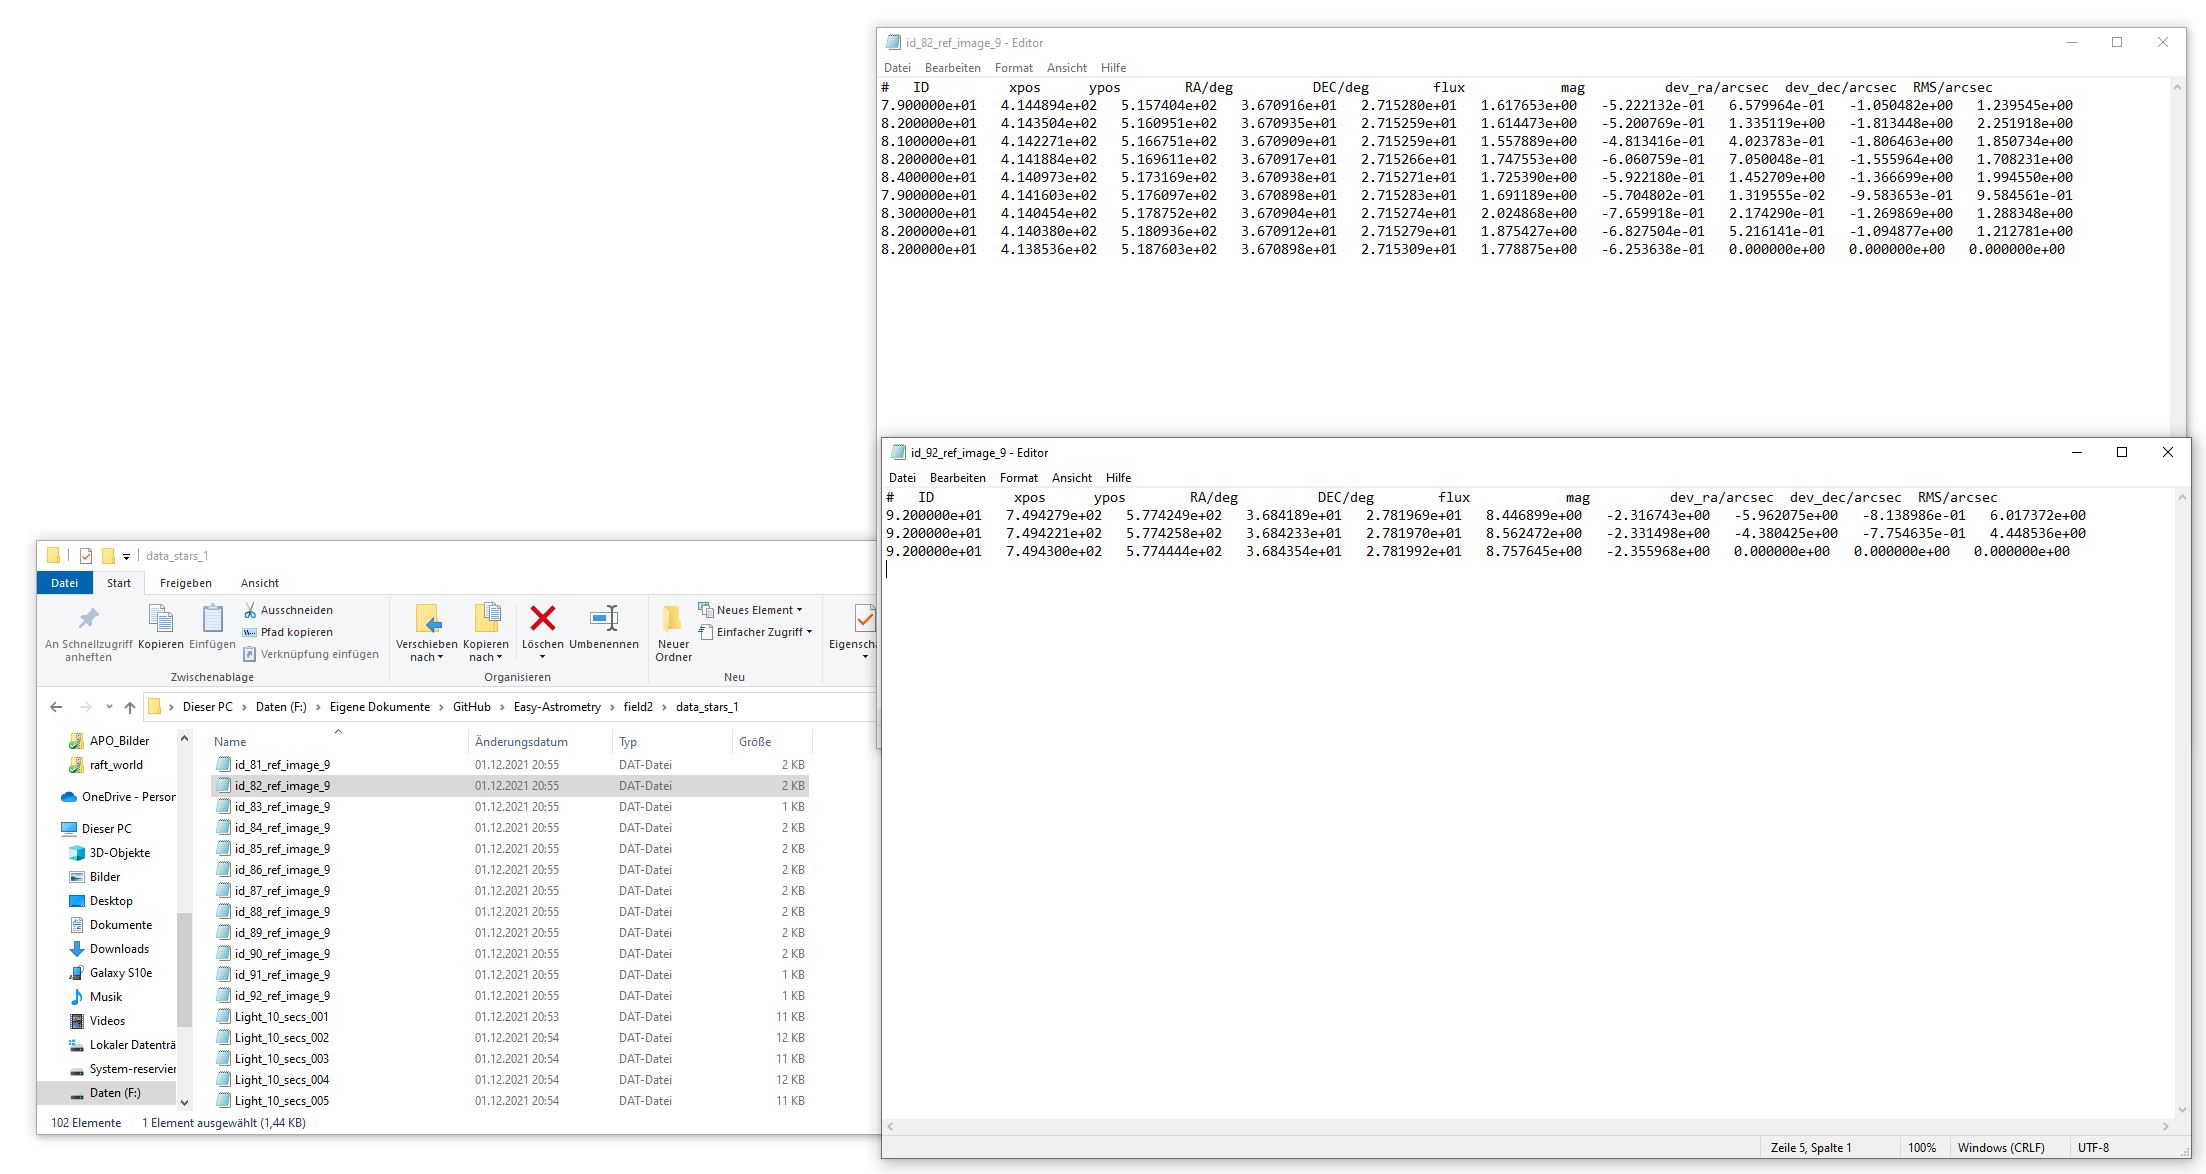 id_82_ref_image_9 - Editor
Datei Bearbeiten Format Ansicht Hilfe
# ID xpos ypos RA/deg DEC/deg flux mag dev_ra/arcsec dev_dec/arcsec RMS/arcsec
7.900000e+01 4.144894e+02 5.157404e+02 3.670916e+01 2.715280e+01 1.617653e+00 -5.222132e-01 6.579964e-01 -1.050482e+00 1.239545e+00
8.200000e+01 4.143504e+02 5.160951e+02 3.670935e+01 2.715259e+01 1.614473e+00 -5.200769e-01 1.335119e+00 -1.813448e+00 2.251918e+00
8.100000e+01 4.142271e+02 5.166751e+02 3.670909e+01 2.715259e+01 1.557889e+00 -4.813416e-01 4.023783e-01 -1.806463e+00 1.850734e+00
8.200000e+01 4.141884e+02 5.169611e+02 3.670917e+01 2.715266e+01 1.747553e+00 -6.060759e-01 7.050048e-01 -1.555964e+00 1.708231e+00
8.400000e+01 4.140973e+02 5.173169e+02 3.670938e+01 2.715271e+01 1.725390e+00 -5.922180e-01 1.452709e+00 -1.366699e+00 1.994550e+00
7.900000e+01 4.141603e+02 5.176097e+02 3.670898e+01 2.715283e+01 1.691189e+00 -5.704802e-01 1.319555e-02 -9.583653e-01 9.584561e-01
8.300000e+01 4.140454e+02 5.178752e+02 3.670904e+01 2.715274e+01 2.024868e+00 -7.659918e-01 2.174290e-01 -1.269869e+00 1.288348e+00
8.200000e+01 4.140380e+02 5.180936e+02 3.670912e+01 2.715279e+01 1.875427e+00 -6.827504e-01 5.216141e-01 -1.094877e+00 1.212781e+00
8.200000e+01 4.138536e+02 5.187603e+02 3.670898e+01 2.715309e+01 1.778875e+00 -6.253638e-01 0.000000e+00 0.000000e+00 0.000000e+00
id_92_ref_image_9 - Editor
Datei Bearbeiten Format Ansicht Hilfe
# ID xpos ypos RA/deg DEC/deg flux mag dev_ra/arcsec dev_dec/arcsec RMS/arcsec
9.200000e+01 7.494279e+02 5.774249e+02 3.684189e+01 2.781969e+01 8.446899e+00 -2.316743e+00 -5.962075e+00 -8.138986e-01 6.017372e+00
9.200000e+01 7.494221e+02 5.774258e+02 3.684233e+01 2.781970e+01 8.562472e+00 -2.331498e+00 -4.380425e+00 -7.754635e-01 4.448536e+00
9.200000e+01 7.494300e+02 5.774444e+02 3.684354e+01 2.781992e+01 8.757645e+00 -2.355968e+00 0.000000e+00 0.000000e+00 0.000000e+00
Zeile 5, Spalte 1 100% Windows (CRLF) UTF-8
data_stars_1
Datei Start Freigeben Ansicht
An Schnellzugriff anheften
Kopieren
Einfügen
Ausschneiden
Pfad kopieren
Verknüpfung einfügen
Zwischenablage
Verschieben nach
Kopieren nach
Löschen
Umbenennen
Organisieren
Neuer Ordner
Neues Element
Einfacher Zugriff
Neu
Eigensch
Dieser PC > Daten (F:) > Eigene Dokumente > GitHub > Easy-Astrometry > field2 > data_stars_1
APO_Bilder
raft_world
OneDrive - Person
Dieser PC
3D-Objekte
Bilder
Desktop
Dokumente
Downloads
Galaxy S10e
Musik
Videos
Lokaler Datenträ
System-reservier
Daten (F:)
Name Änderungsdatum Typ Größe
id_81_ref_image_9 01.12.2021 20:55 DAT-Datei 2 KB
id_82_ref_image_9 01.12.2021 20:55 DAT-Datei 2 KB
id_83_ref_image_9 01.12.2021 20:55 DAT-Datei 1 KB
id_84_ref_image_9 01.12.2021 20:55 DAT-Datei 2 KB
id_85_ref_image_9 01.12.2021 20:55 DAT-Datei 2 KB
id_86_ref_image_9 01.12.2021 20:55 DAT-Datei 2 KB
id_87_ref_image_9 01.12.2021 20:55 DAT-Datei 2 KB
id_88_ref_image_9 01.12.2021 20:55 DAT-Datei 2 KB
id_89_ref_image_9 01.12.2021 20:55 DAT-Datei 2 KB
id_90_ref_image_9 01.12.2021 20:55 DAT-Datei 2 KB
id_91_ref_image_9 01.12.2021 20:55 DAT-Datei 1 KB
id_92_ref_image_9 01.12.2021 20:55 DAT-Datei 1 KB
Light_10_secs_001 01.12.2021 20:53 DAT-Datei 11 KB
Light_10_secs_002 01.12.2021 20:54 DAT-Datei 12 KB
Light_10_secs_003 01.12.2021 20:54 DAT-Datei 11 KB
Light_10_secs_004 01.12.2021 20:54 DAT-Datei 12 KB
Light_10_secs_005 01.12.2021 20:54 DAT-Datei 11 KB
102 Elemente 1 Element ausgewählt (1,44 KB)